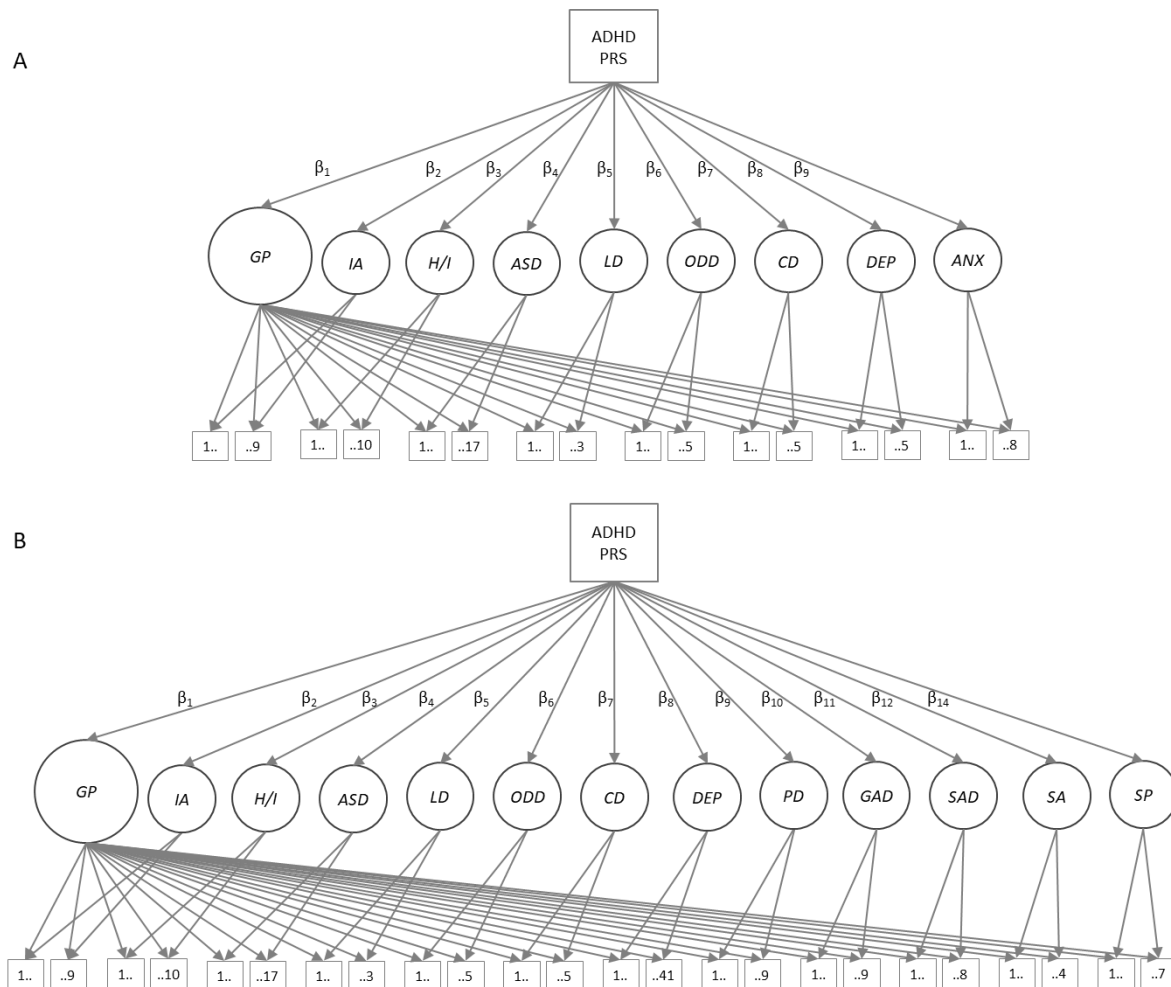 A
ADHD
PRS
β1 β2 β3 β4 β5 β6 β7 β8 β9
GP IA H/I ASD LD ODD CD DEP ANX
1.. ..9 1.. ..10 1.. ..17 1.. ..3 1.. ..5 1.. ..5 1.. ..5 1.. ..8
B
ADHD
PRS
β1 β2 β3 β4 β5 β6 β7 β8 β9 β10 β11 β12 β14
GP IA H/I ASD LD ODD CD DEP PD GAD SAD SA SP
1.. ..9 1.. ..10 1.. ..17 1.. ..3 1.. ..5 1.. ..5 1.. ..41 1.. ..9 1.. ..9 1.. ..8 1.. ..4 1.. ..7